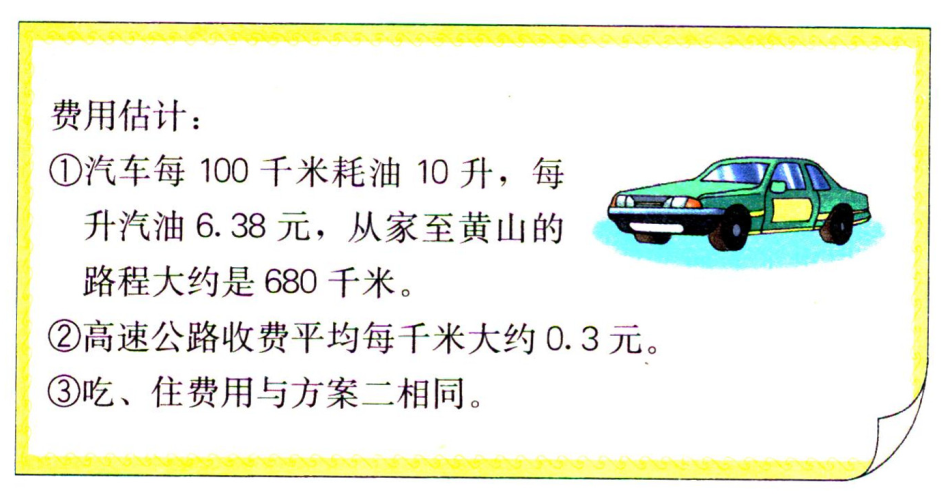 费用估计：
①汽车每 100 千米耗油 10 升，每
升汽油 6.38 元，从家至黄山的
路程大约是 680 千米。
②高速公路收费平均每千米大约 0.3 元。
③吃、住费用与方案二相同。